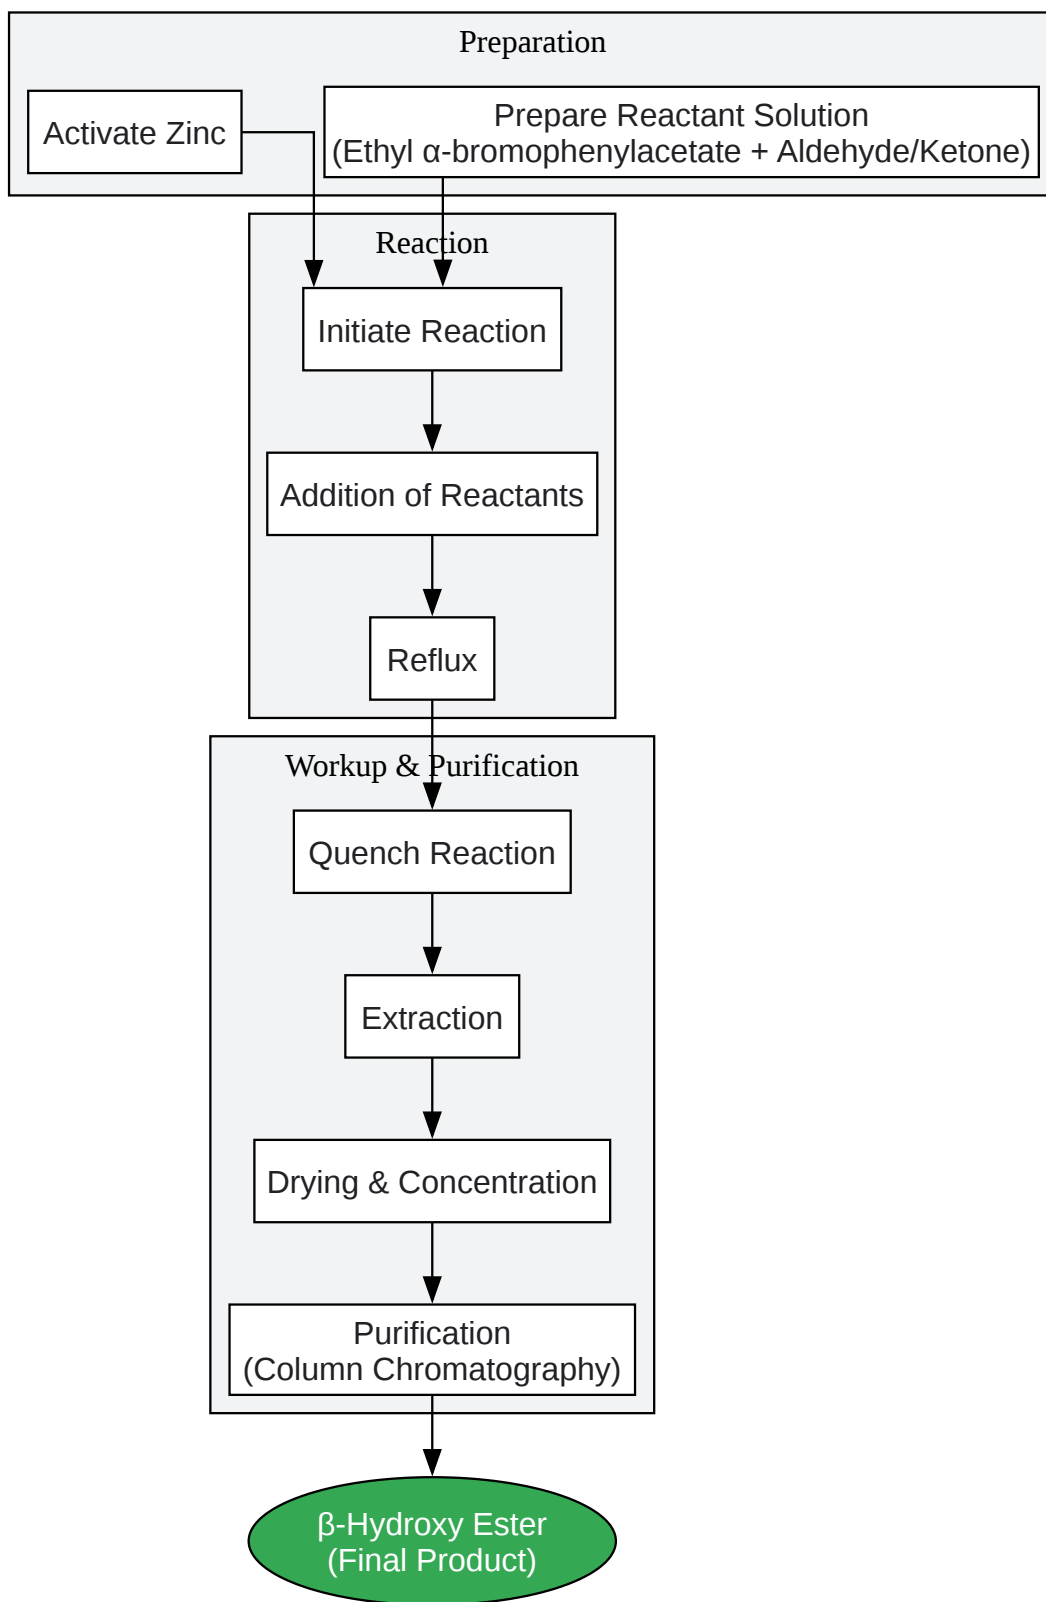 Preparation
Activate Zinc
Prepare Reactant Solution
(Ethyl α-bromophenylacetate + Aldehyde/Ketone)
Reaction
Initiate Reaction
Addition of Reactants
Reflux
Workup & Purification
Quench Reaction
Extraction
Drying & Concentration
Purification
(Column Chromatography)
β-Hydroxy Ester
(Final Product)